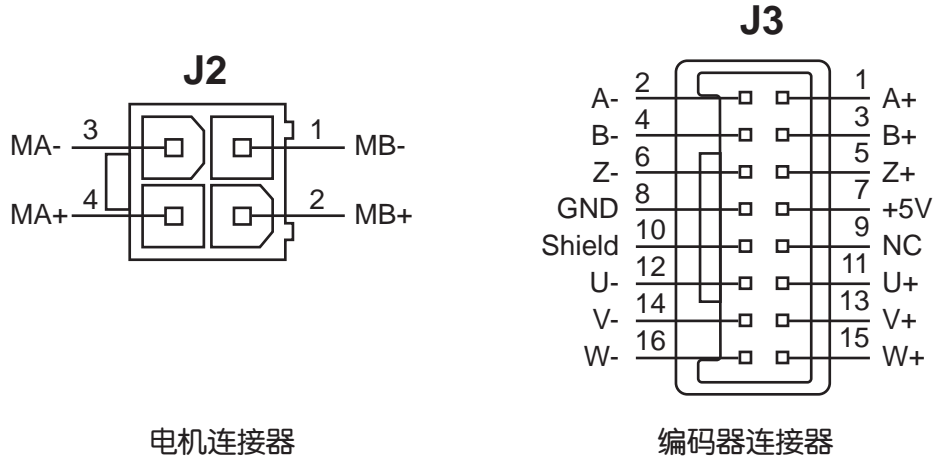 J2
MA- 3 1 MB-
MA+ 4 2 MB+
电机连接器
J3
A- 2 1 A+
B- 4 3 B+
Z- 6 5 Z+
GND 8 7 +5V
Shield 10 9 NC
U- 12 11 U+
V- 14 13 V+
W- 16 15 W+
编码器连接器